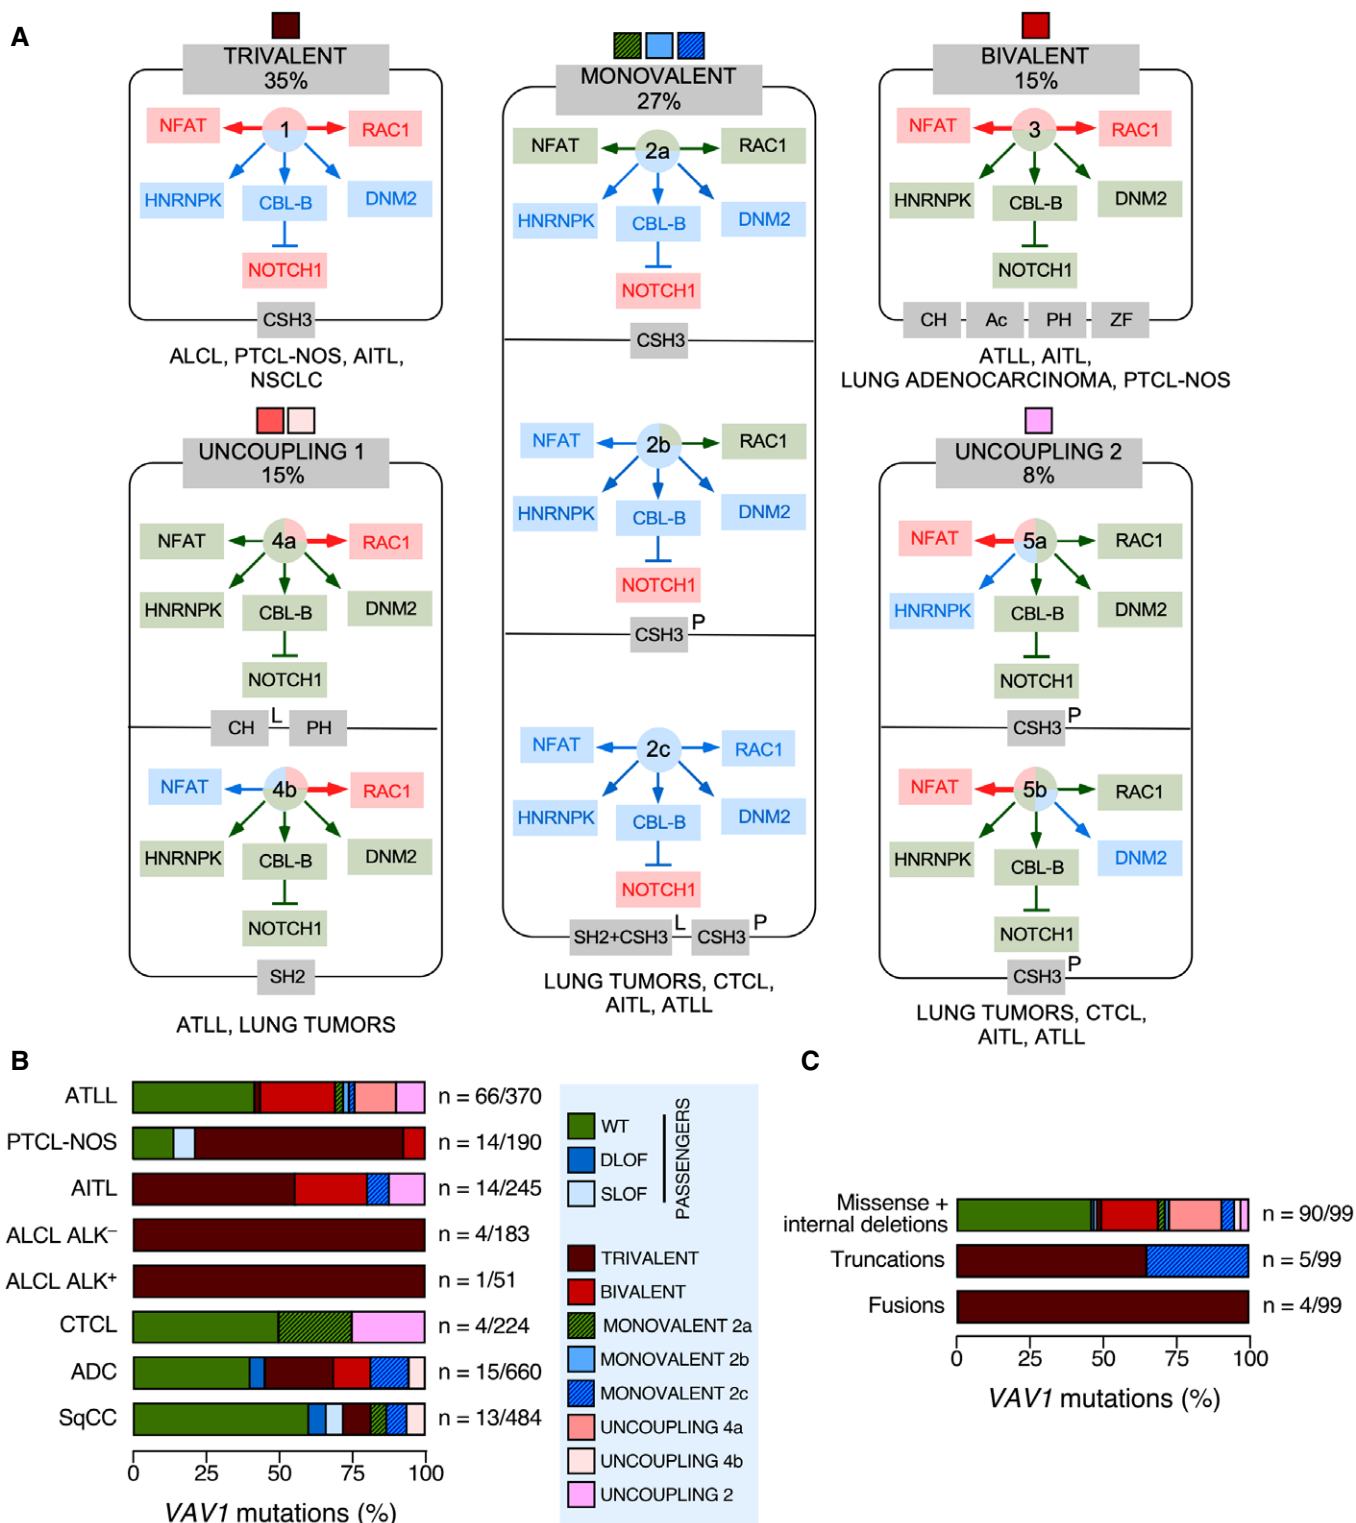 A
TRIVALENT
35%
NFAT
1
RAC1
HNRNPK
CBL-B
DNM2
NOTCH1
CSH3
ALCL, PTCL-NOS, AITL,
NSCLC
MONOVALENT
27%
NFAT
2a
RAC1
HNRNPK
CBL-B
DNM2
NOTCH1
CSH3
NFAT
2b
RAC1
HNRNPK
CBL-B
DNM2
NOTCH1
CSH3 P
NFAT
2c
RAC1
HNRNPK
CBL-B
DNM2
NOTCH1
SH2+CSH3 L CSH3 P
LUNG TUMORS, CTCL,
AITL, ATLL
BIVALENT
15%
NFAT
3
RAC1
HNRNPK
CBL-B
DNM2
NOTCH1
CH Ac PH ZF
ATLL, AITL,
LUNG ADENOCARCINOMA, PTCL-NOS
UNCOUPLING 1
15%
NFAT
4a
RAC1
HNRNPK
CBL-B
DNM2
NOTCH1
CH L PH
NFAT
4b
RAC1
HNRNPK
CBL-B
DNM2
NOTCH1
SH2
ATLL, LUNG TUMORS
UNCOUPLING 2
8%
NFAT
5a
RAC1
HNRNPK
CBL-B
DNM2
NOTCH1
CSH3 P
NFAT
5b
RAC1
HNRNPK
CBL-B
DNM2
NOTCH1
CSH3 P
LUNG TUMORS, CTCL,
AITL, ATLL
B
ATLL n = 66/370
PTCL-NOS n = 14/190
AITL n = 14/245
ALCL ALK⁻ n = 4/183
ALCL ALK⁺ n = 1/51
CTCL n = 4/224
ADC n = 15/660
SqCC n = 13/484
0 25 50 75 100
VAV1 mutations (%)
WT
DLOF
SLOF
PASSENGERS
TRIVALENT
BIVALENT
MONOVALENT 2a
MONOVALENT 2b
MONOVALENT 2c
UNCOUPLING 4a
UNCOUPLING 4b
UNCOUPLING 2
C
Missense +
internal deletions n = 90/99
Truncations n = 5/99
Fusions n = 4/99
0 25 50 75 100
VAV1 mutations (%)